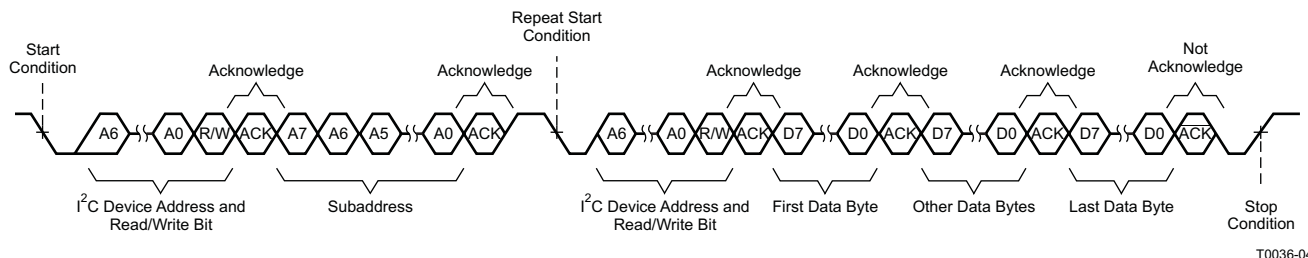 Repeat Start
Condition
Start
Condition
Not
Acknowledge
Acknowledge
Acknowledge
Acknowledge
Acknowledge
Acknowledge
A6 A0 R/W ACK A7 A6 A5 A0 ACK A6 A0 R/W ACK D7 D0 ACK D7 D0 ACK D7 D0 ACK
I²C Device Address and
Read/Write Bit
Subaddress
I²C Device Address and
Read/Write Bit
First Data Byte
Other Data Bytes
Last Data Byte
Stop
Condition
T0036-04